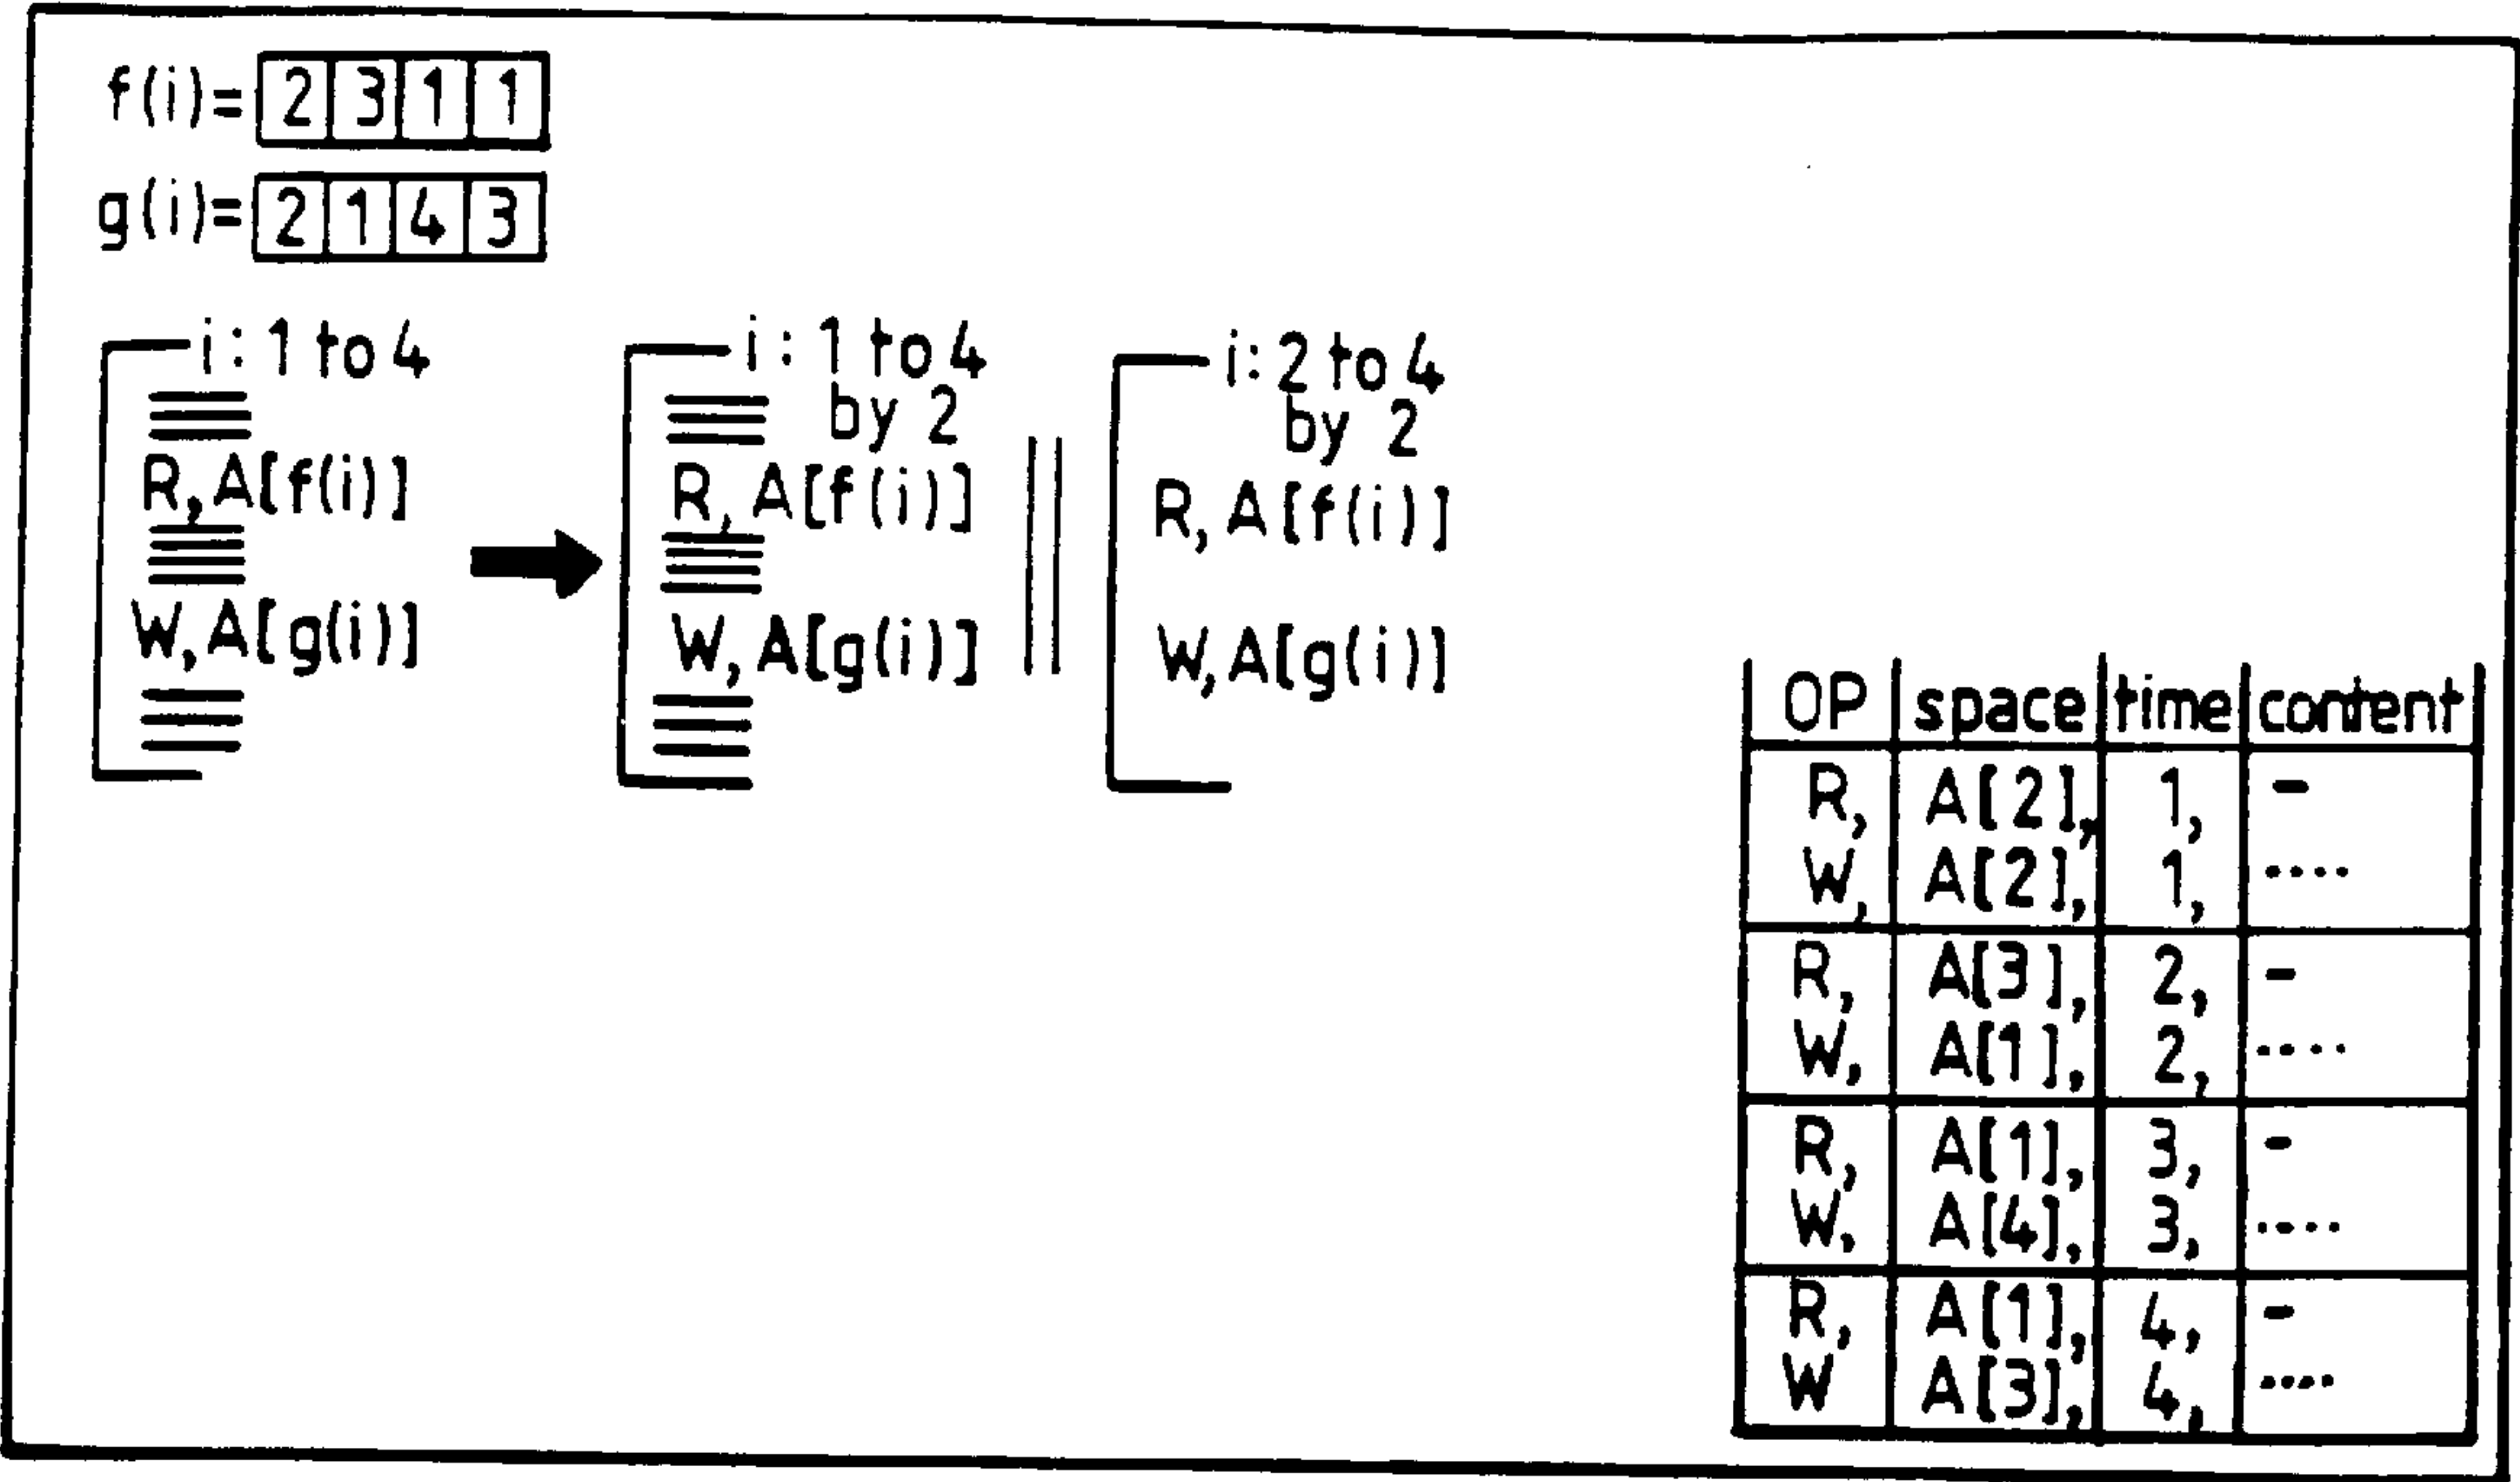 f(i)= 2 3 1 1
g(i)= 2 1 4 3
i: 1 to 4
R, A[f(i)]
W, A[g(i)]
i: 1 to 4
by 2
R, A[f(i)]
W, A[g(i)]
i: 2 to 4
by 2
R, A[f(i)]
W, A[g(i)]
OP space time content
R, A[2], 1, -
W, A[2], 1, ....
R, A[3], 2, -
W, A[1], 2, ....
R, A[1], 3, -
W, A[4], 3, ....
R, A[1], 4, -
W A[3], 4, ....